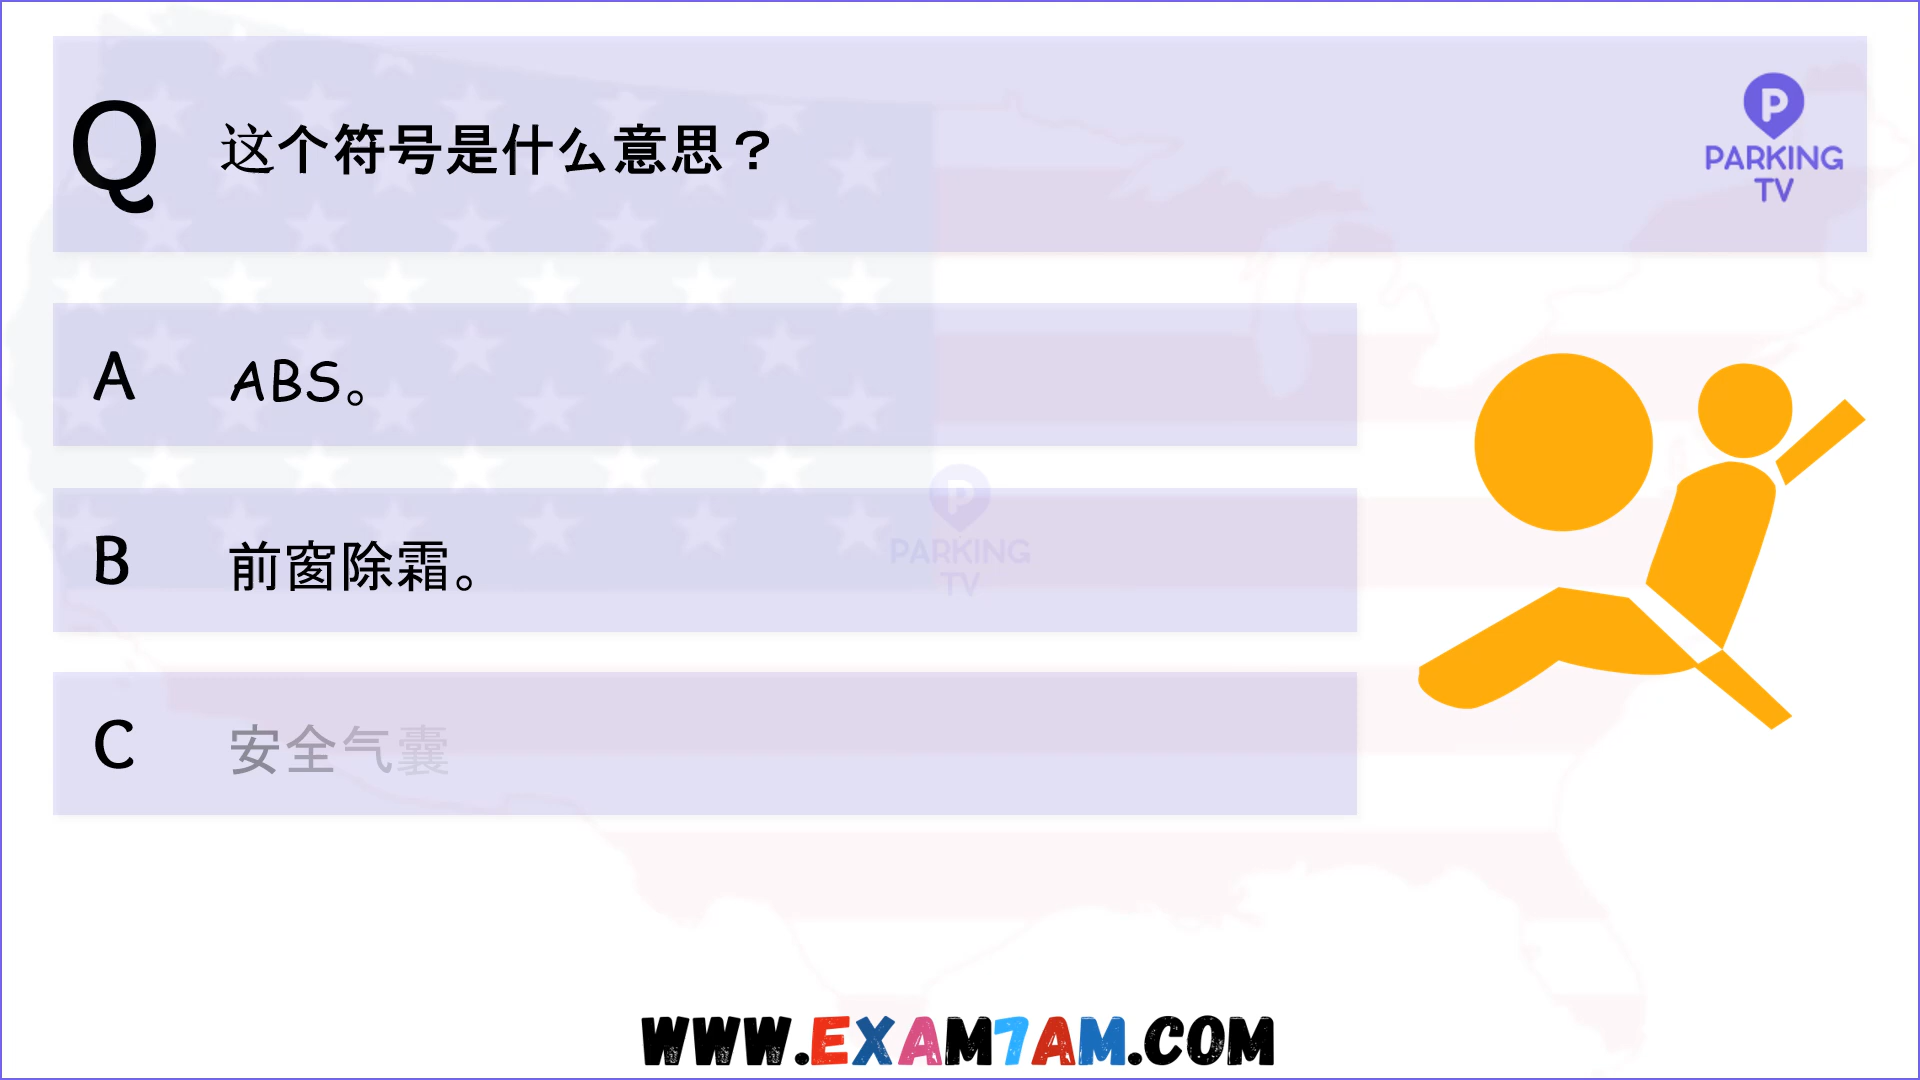 Q 这个符号是什么意思？
P
PARKING
TV
A ABS。
B 前窗除霜。
P
PARKING
TV
C 安全气囊
WWW.EXAM7AM.COM